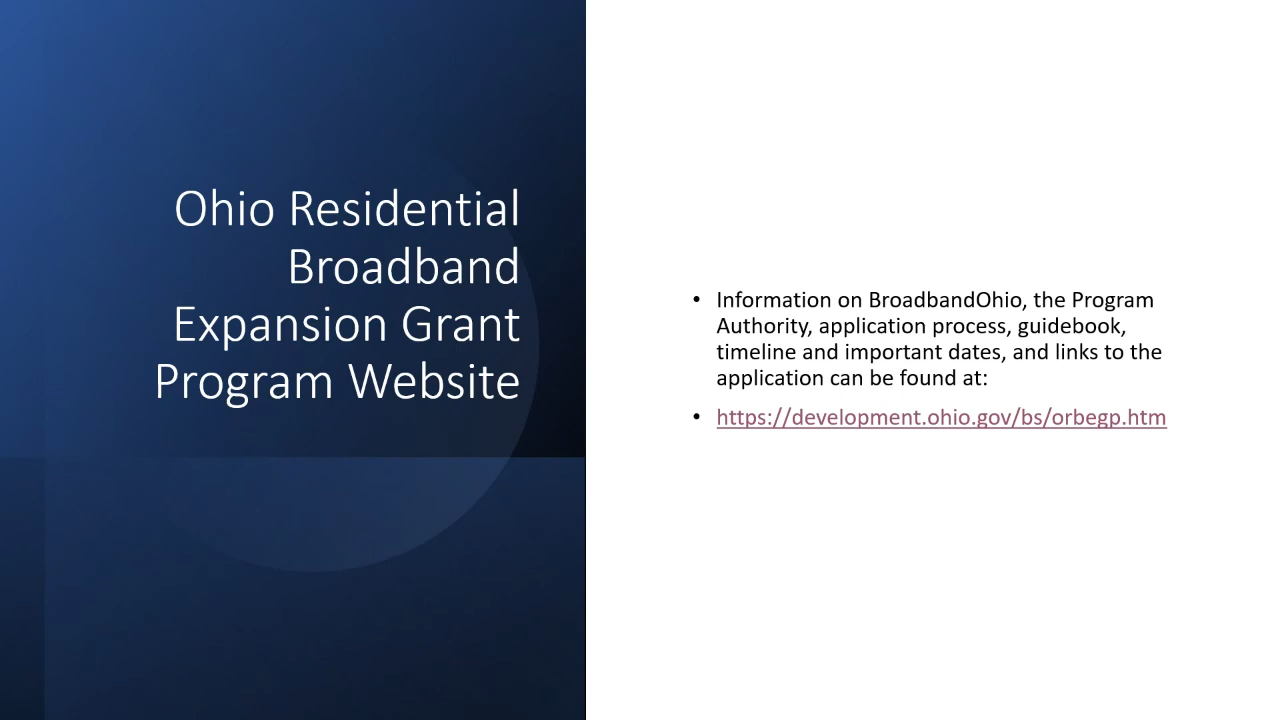 Ohio Residential
Broadband
Expansion Grant
Program Website
• Information on BroadbandOhio, the Program
Authority, application process, guidebook,
timeline and important dates, and links to the
application can be found at:
• https://development.ohio.gov/bs/orbegp.htm